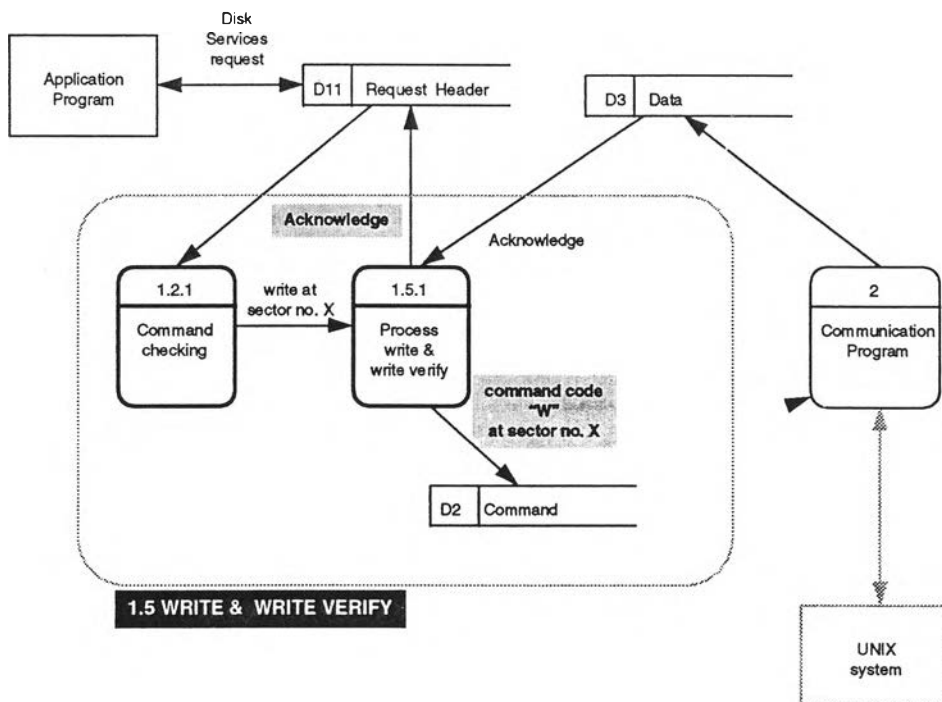 Disk
Services
request
Application
Program
D11 Request Header
D3 Data
Acknowledge
Acknowledge
1.2.1
Command
checking
write at
sector no. X
1.5.1
Process
write &
write verify
2
Communication
Program
command code
"W"
at sector no. X
D2 Command
1.5 WRITE & WRITE VERIFY
UNIX
system